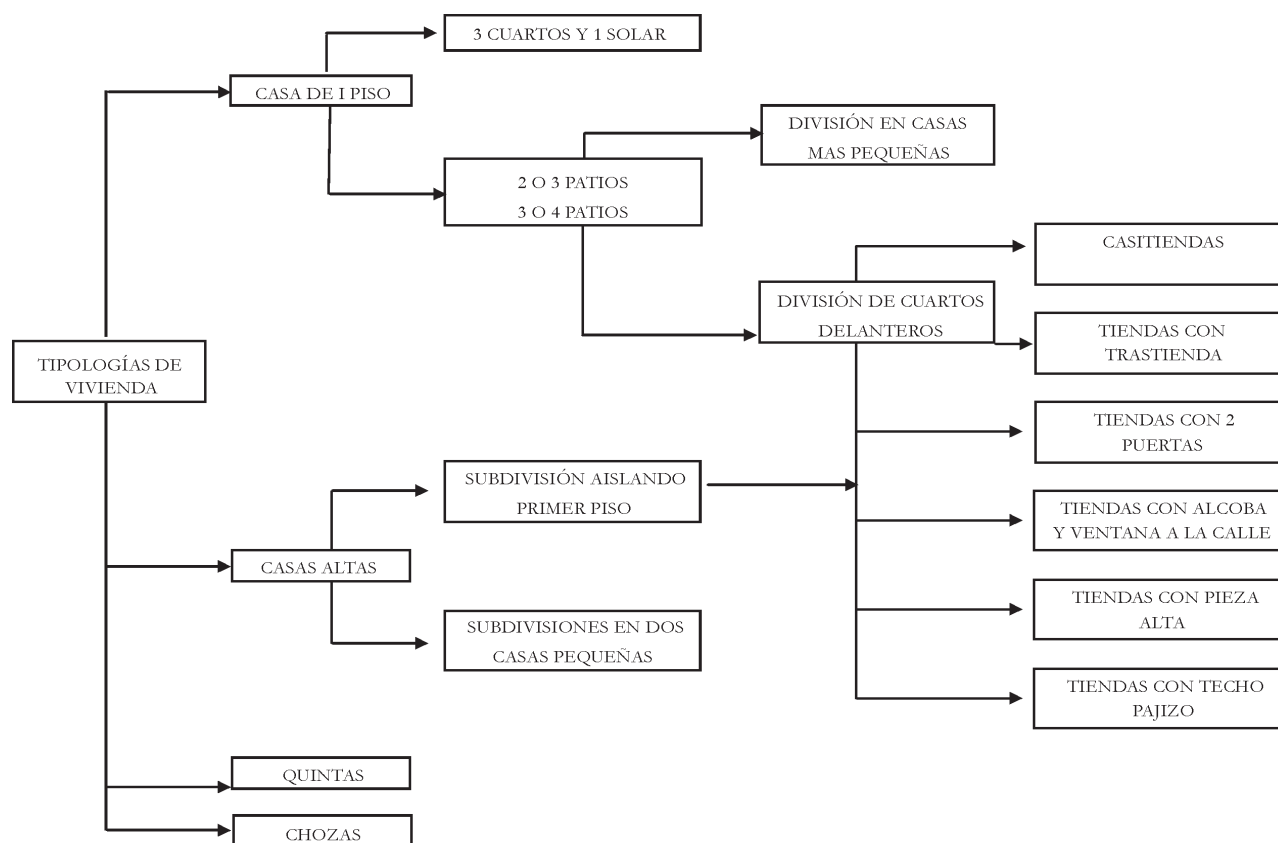 3 CUARTOS Y 1 SOLAR
CASA DE I PISO
DIVISIÓN EN CASAS
MAS PEQUEÑAS
2 O 3 PATIOS
3 O 4 PATIOS
CASITIENDAS
DIVISIÓN DE CUARTOS
DELANTEROS
TIENDAS CON
TRASTIENDA
TIPOLOGÍAS DE
VIVIENDA
TIENDAS CON 2
PUERTAS
SUBDIVISIÓN AISLANDO
PRIMER PISO
TIENDAS CON ALCOBA
Y VENTANA A LA CALLE
CASAS ALTAS
TIENDAS CON PIEZA
ALTA
SUBDIVISIONES EN DOS
CASAS PEQUEÑAS
TIENDAS CON TECHO
PAJIZO
QUINTAS
CHOZAS